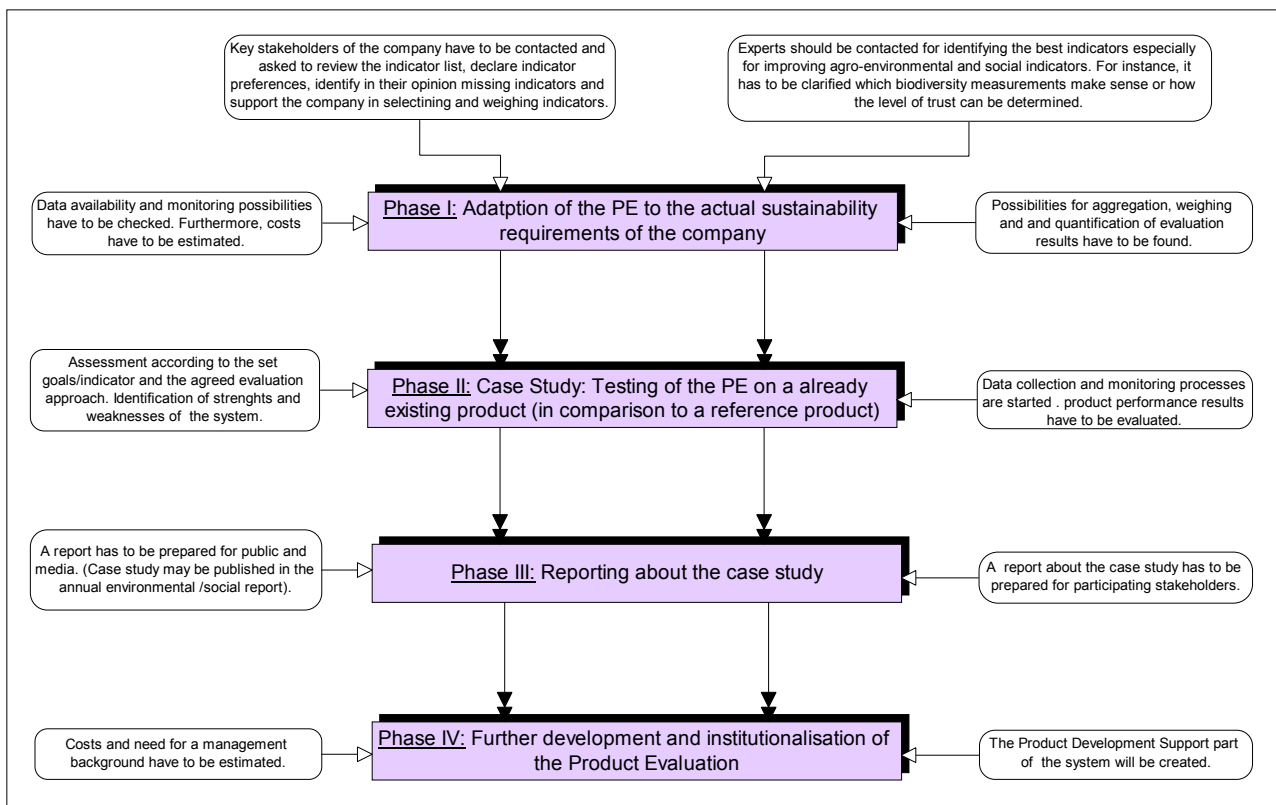 Key stakeholders of the company have to be contacted and
asked to review the indicator list, declare indicator
preferences, identify in their opinion missing indicators and
support the company in selectining and weighing indicators.
Experts should be contacted for identifying the best indicators especially
for improving agro-environmental and social indicators. For instance, it
has to be clarified which biodiversity measurements make sense or how
the level of trust can be determined.
Data availability and monitoring possibilities
have to be checked. Furthermore, costs
have to be estimated.
Phase I: Adatption of the PE to the actual sustainability
requirements of the company
Possibilities for aggregation, weighing
and and quantification of evaluation
results have to be found.
Assessment according to the set
goals/indicator and the agreed evaluation
approach. Identification of strenghts and
weaknesses of the system.
Phase II: Case Study: Testing of the PE on a already
existing product (in comparison to a reference product)
Data collection and monitoring processes
are started . product performance results
have to be evaluated.
A report has to be prepared for public and
media. (Case study may be published in the
annual environmental /social report).
Phase III: Reporting about the case study
A report about the case study has to be
prepared for participating stakeholders.
Costs and need for a management
background have to be estimated.
Phase IV: Further development and institutionalisation of
the Product Evaluation
The Product Development Support part
of the system will be created.